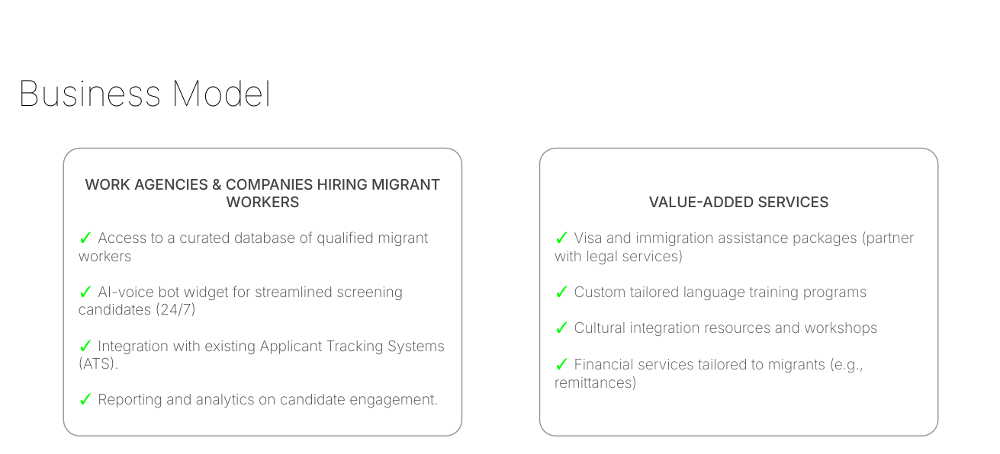 Business Model
WORK AGENCIES & COMPANIES HIRING MIGRANT
WORKERS
✓ Access to a curated database of qualified migrant
workers
✓ AI-voice bot widget for streamlined screening
candidates (24/7)
✓ Integration with existing Applicant Tracking Systems
(ATS).
✓ Reporting and analytics on candidate engagement.
VALUE-ADDED SERVICES
✓ Visa and immigration assistance packages (partner
with legal services)
✓ Custom tailored language training programs
✓ Cultural integration resources and workshops
✓ Financial services tailored to migrants (e.g.,
remittances)